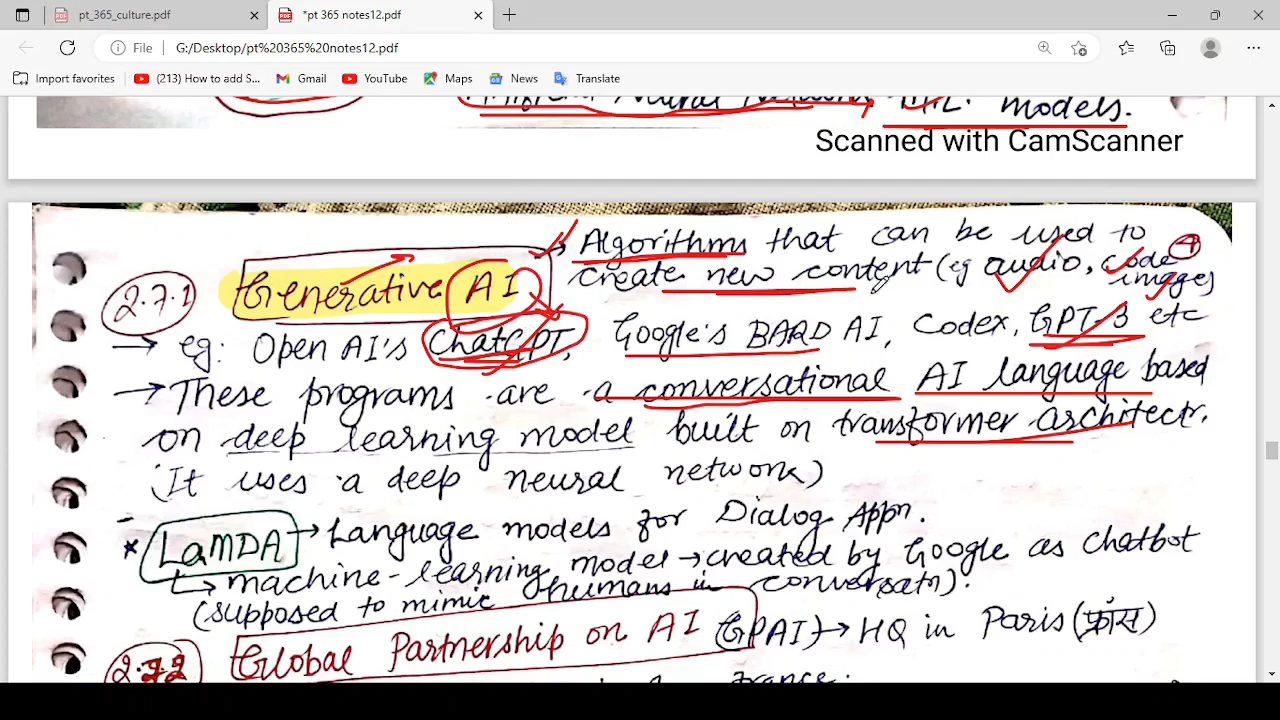 pt_365_culture.pdf
*pt 365 notes12.pdf
File
G:/Desktop/pt%20365%20notes12.pdf
Import favorites
(213) How to add S...
Gmail
YouTube
Maps
News
Translate
Neural Network, models.
Scanned with CamScanner
2.7.1 Generative AI → Algorithms that can be used to
create new content (eg audio, code
images
→ eg: Open AI's ChatGPT, Google's BARD AI, Codex, GPT-3 etc
→ These programs are a conversational AI language based
on deep learning model built on transformer architectr.
(It uses a deep neural network)
* LaMDA → Language models for Dialog Appn.
↳ machine-learning model → created by Google as chatbot
(supposed to mimic humans in conversatn).
Global Partnership on AI (GPAI) → HQ in Paris (फ्रांस)